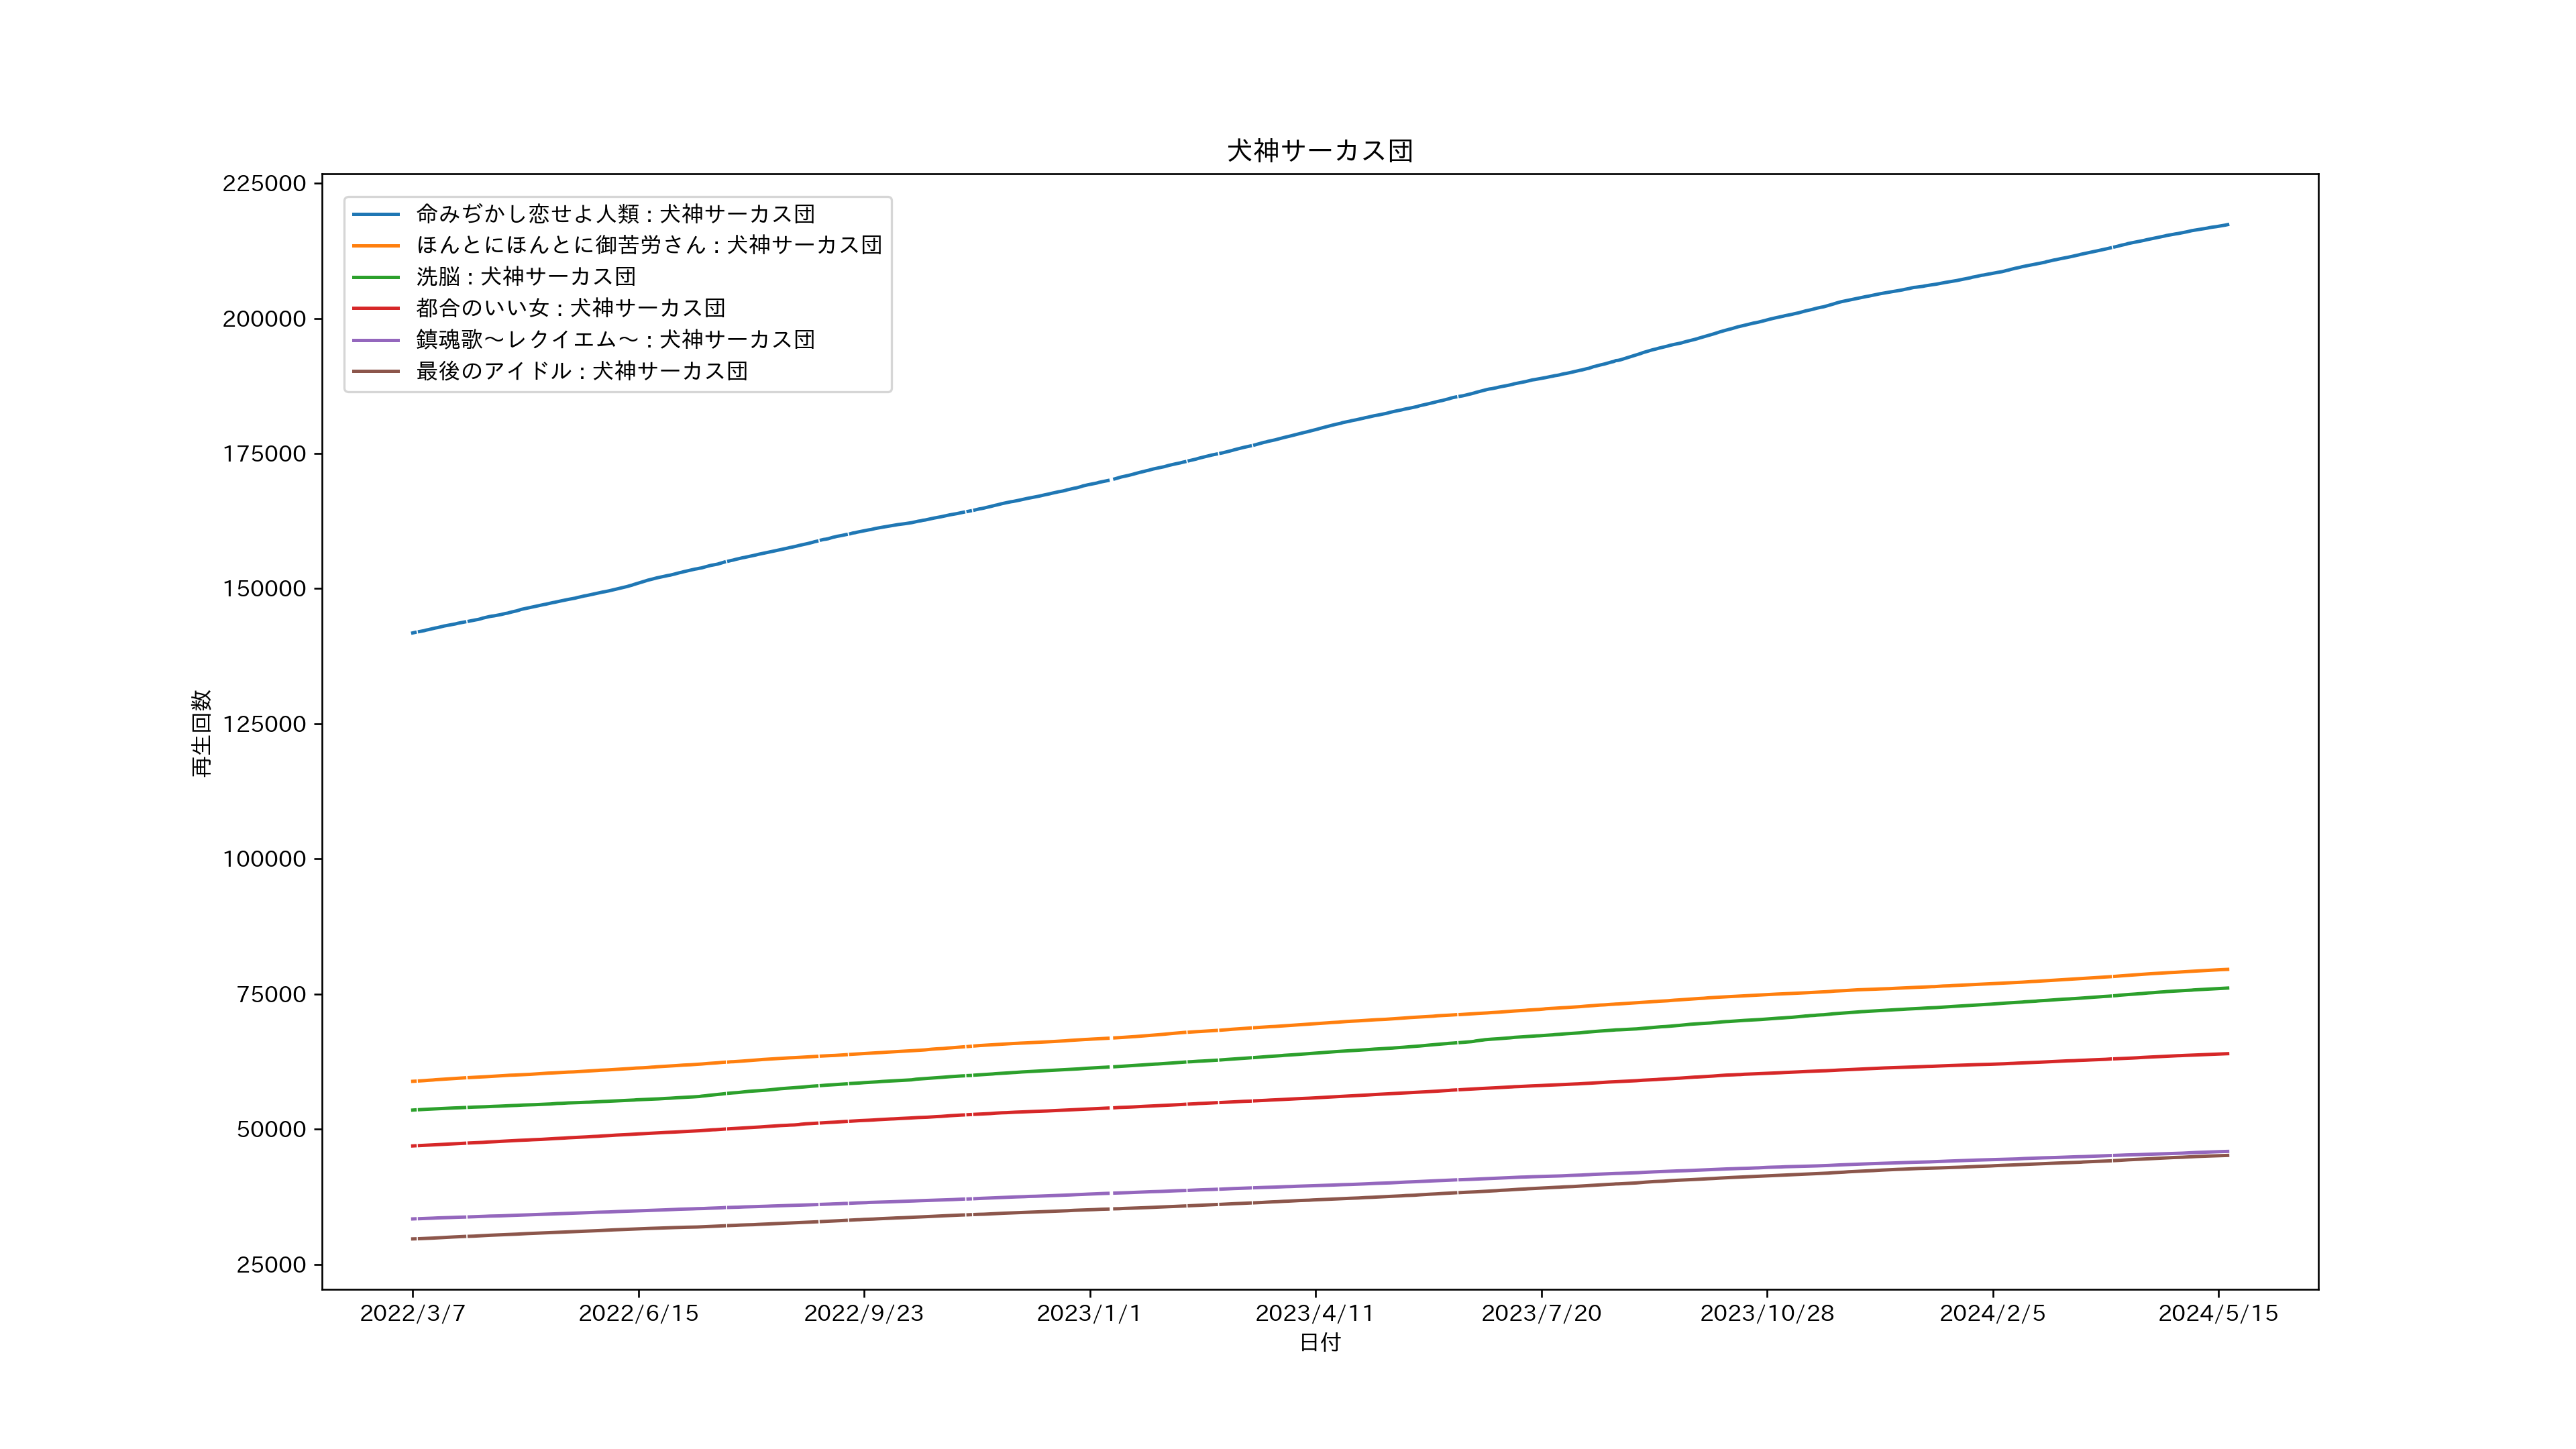 犬神サーカス団
225000
200000
175000
150000
125000
100000
75000
50000
25000
再生回数
命みぢかし恋せよ人類 : 犬神サーカス団
ほんとにほんとに御苦労さん : 犬神サーカス団
洗脳 : 犬神サーカス団
都合のいい女 : 犬神サーカス団
鎮魂歌〜レクイエム〜 : 犬神サーカス団
最後のアイドル : 犬神サーカス団
2022/3/7 2022/6/15 2022/9/23 2023/1/1 2023/4/11 2023/7/20 2023/10/28 2024/2/5 2024/5/15
日付